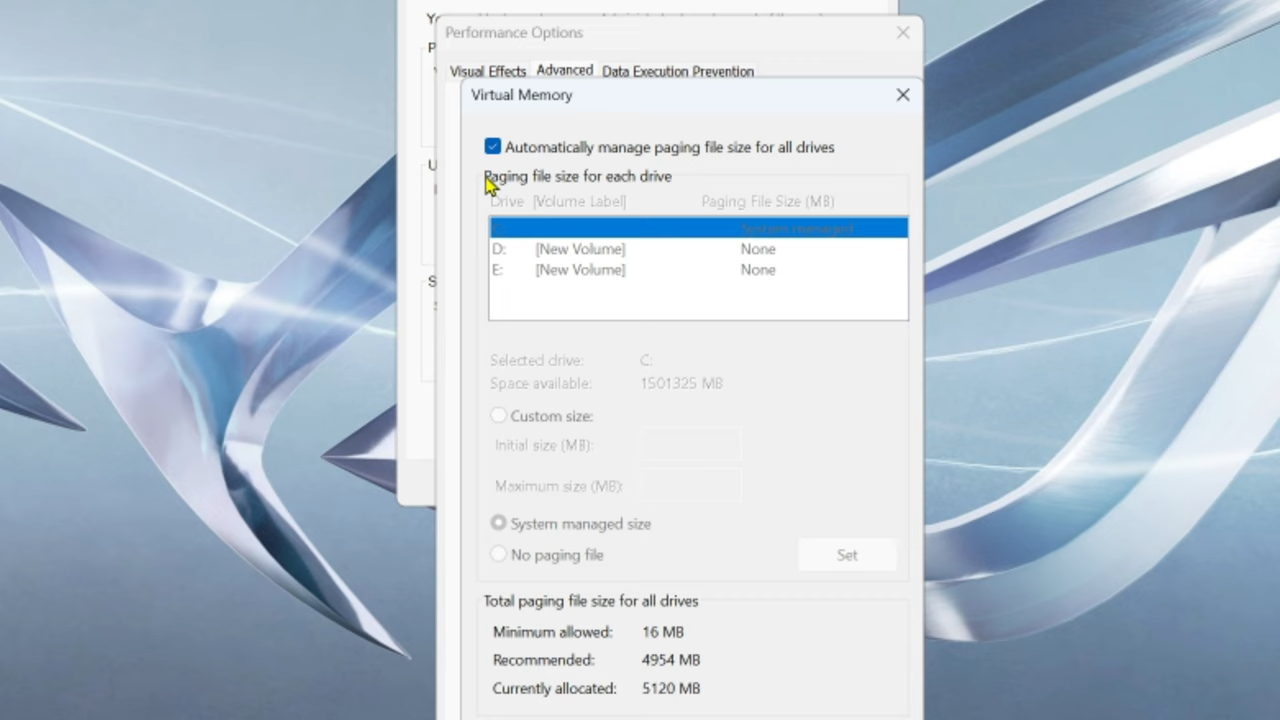 Performance Options
Visual Effects Advanced Data Execution Prevention
Virtual Memory
Automatically manage paging file size for all drives
Paging file size for each drive
Drive [Volume Label] Paging File Size (MB)
C: System managed
D: [New Volume] None
E: [New Volume] None
Selected drive: C:
Space available: 1501325 MB
Custom size:
Initial size (MB):
Maximum size (MB):
System managed size
No paging file Set
Total paging file size for all drives
Minimum allowed: 16 MB
Recommended: 4954 MB
Currently allocated: 5120 MB